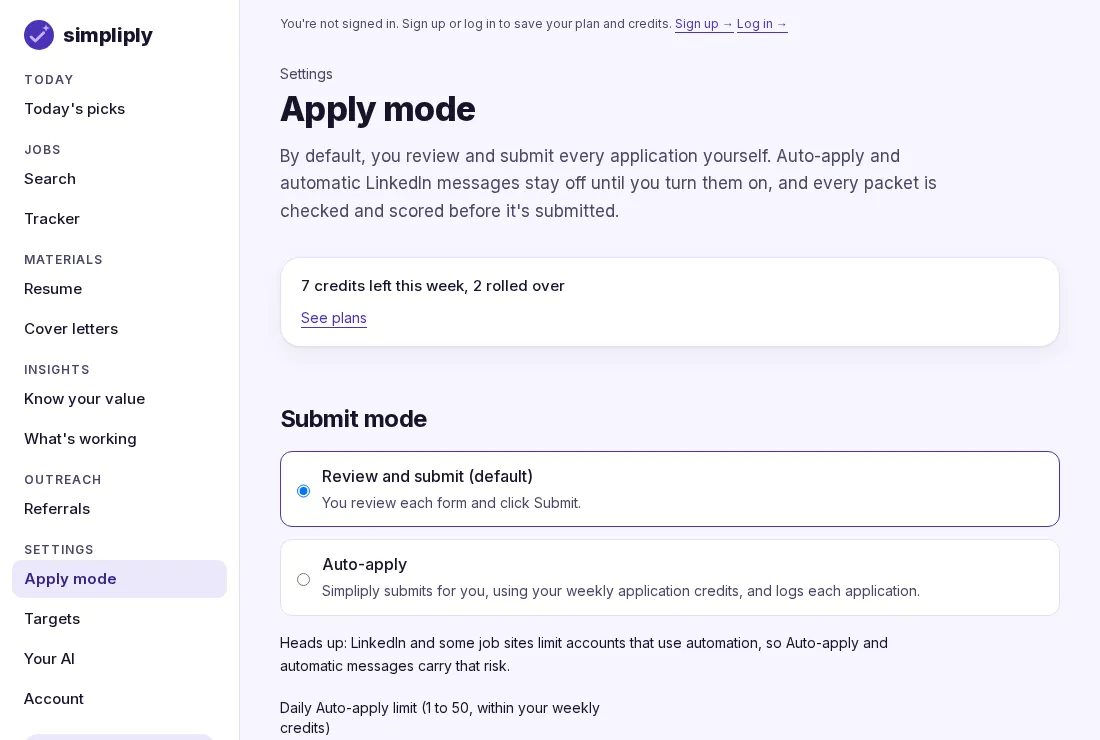 simpliply
TODAY
Today's picks
JOBS
Search
Tracker
MATERIALS
Resume
Cover letters
INSIGHTS
Know your value
What's working
OUTREACH
Referrals
SETTINGS
Apply mode
Targets
Your AI
Account
You're not signed in. Sign up or log in to save your plan and credits. Sign up → Log in →
Settings
Apply mode
By default, you review and submit every application yourself. Auto-apply and
automatic LinkedIn messages stay off until you turn them on, and every packet is
checked and scored before it's submitted.
7 credits left this week, 2 rolled over
See plans
Submit mode
Review and submit (default)
You review each form and click Submit.
Auto-apply
Simpliply submits for you, using your weekly application credits, and logs each application.
Heads up: LinkedIn and some job sites limit accounts that use automation, so Auto-apply and
automatic messages carry that risk.
Daily Auto-apply limit (1 to 50, within your weekly
credits)